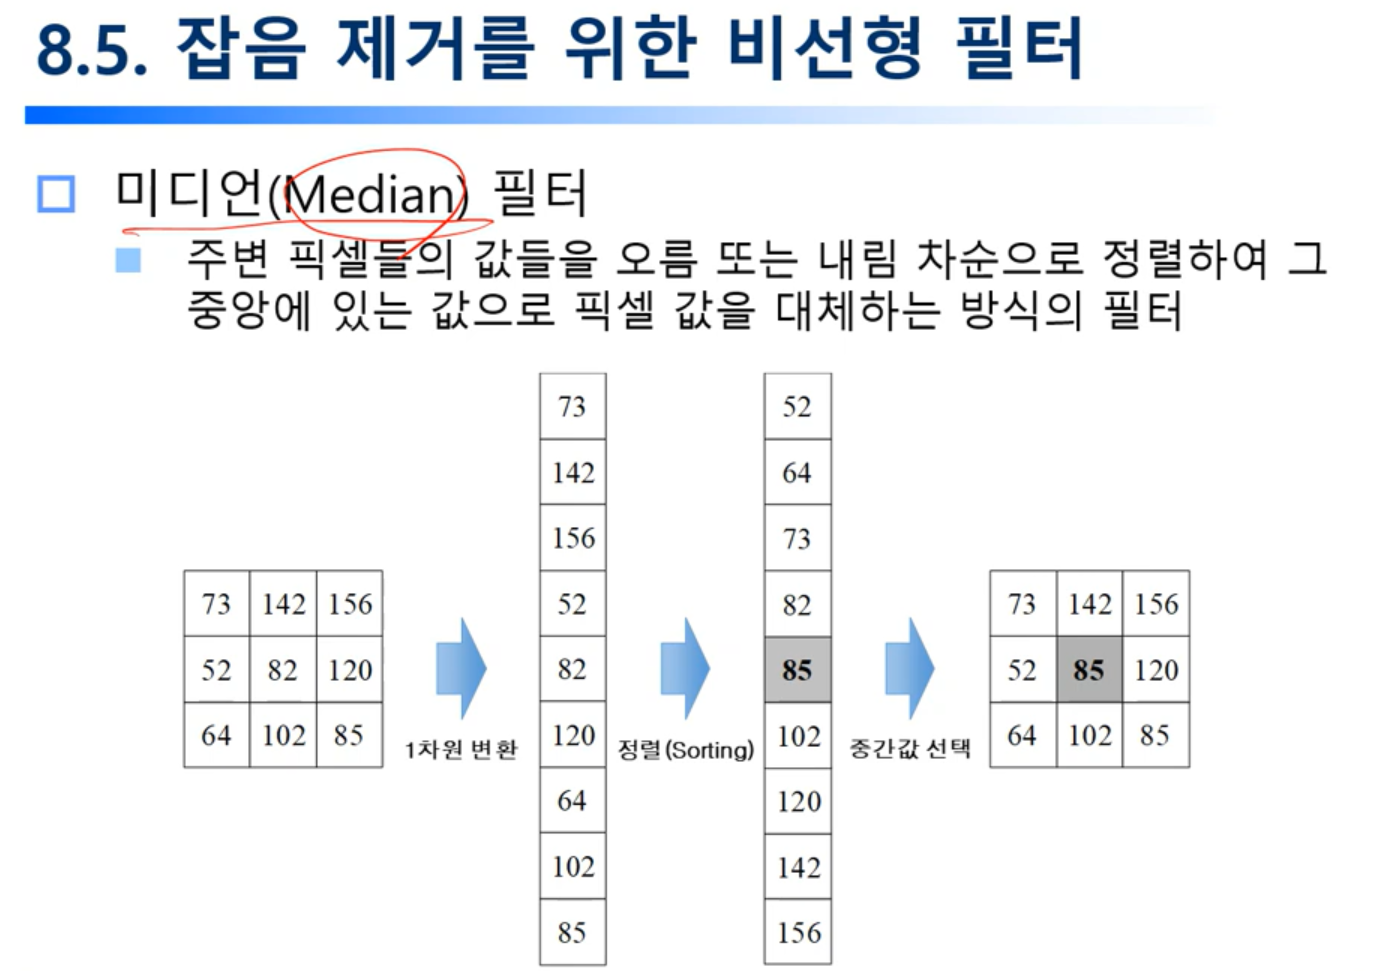 8.5. 잡음 제거를 위한 비선형 필터
미디언(Median) 필터
주변 픽셀들의 값들을 오름 또는 내림 차순으로 정렬하여 그
중앙에 있는 값으로 픽셀 값을 대체하는 방식의 필터
73 142 156
52 82 120
64 102 85
1차원 변환
73
142
156
52
82
120
64
102
85
정렬(Sorting)
52
64
73
82
85
102
120
142
156
중간값 선택
73 142 156
52 85 120
64 102 85